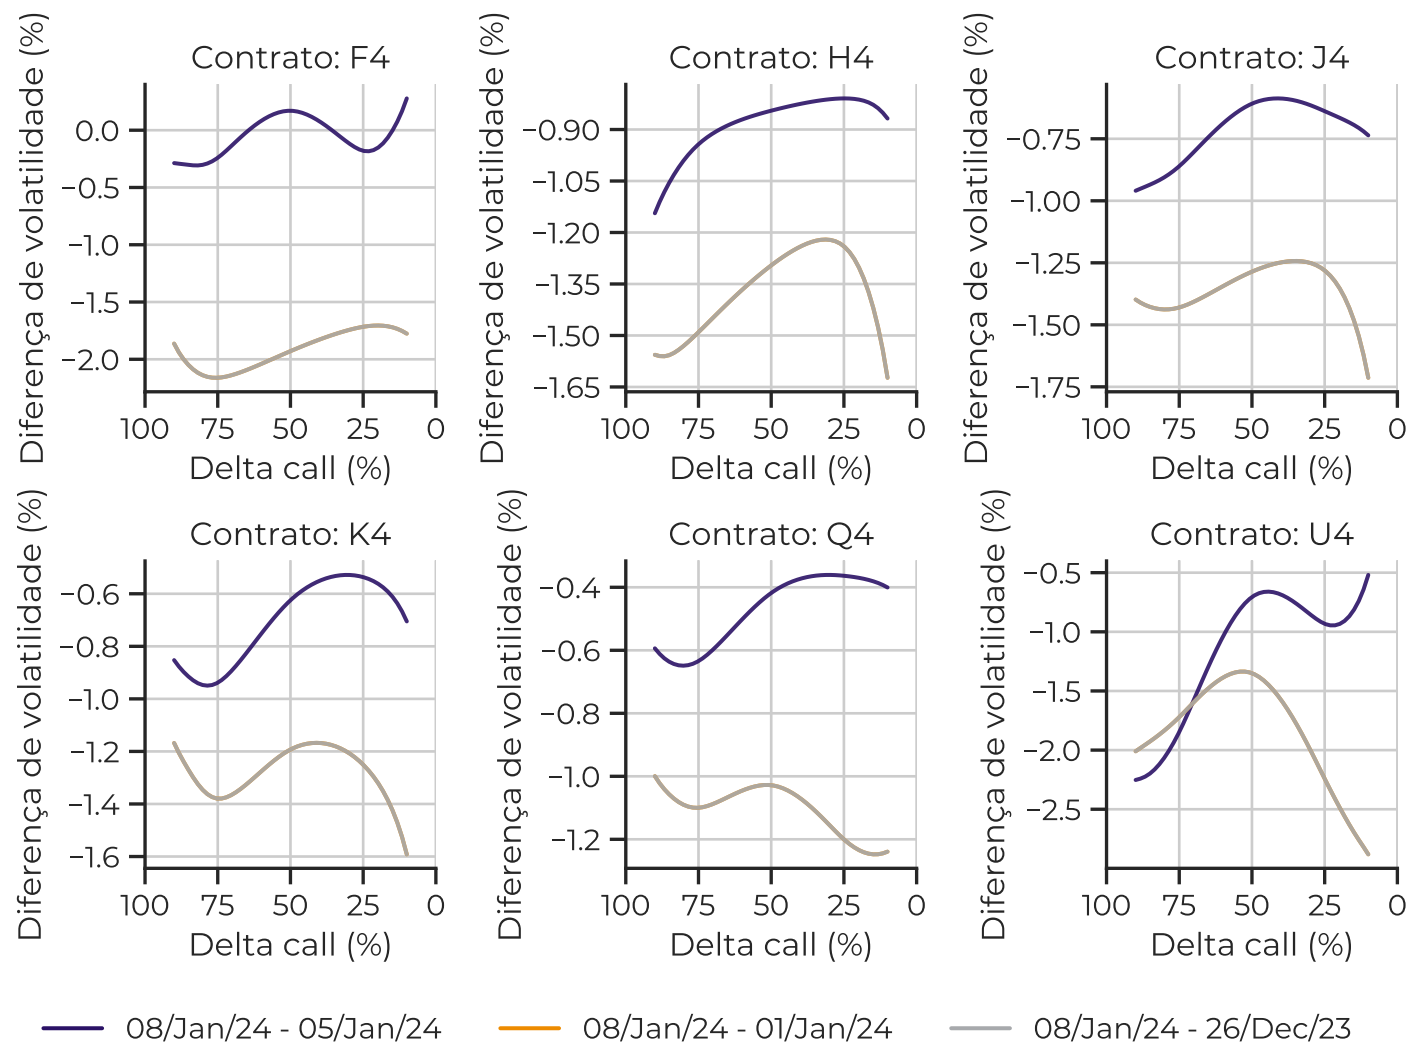 Contrato: F4
Diferença de volatilidade (%)
0.0
−0.5
−1.0
−1.5
−2.0
100 75 50 25 0
Delta call (%)
Contrato: H4
Diferença de volatilidade (%)
−0.90
−1.05
−1.20
−1.35
−1.50
−1.65
100 75 50 25 0
Delta call (%)
Contrato: J4
Diferença de volatilidade (%)
−0.75
−1.00
−1.25
−1.50
−1.75
100 75 50 25 0
Delta call (%)
Contrato: K4
Diferença de volatilidade (%)
−0.6
−0.8
−1.0
−1.2
−1.4
−1.6
100 75 50 25 0
Delta call (%)
Contrato: Q4
Diferença de volatilidade (%)
−0.4
−0.6
−0.8
−1.0
−1.2
100 75 50 25 0
Delta call (%)
Contrato: U4
Diferença de volatilidade (%)
−0.5
−1.0
−1.5
−2.0
−2.5
100 75 50 25 0
Delta call (%)
08/Jan/24 - 05/Jan/24
08/Jan/24 - 01/Jan/24
08/Jan/24 - 26/Dec/23